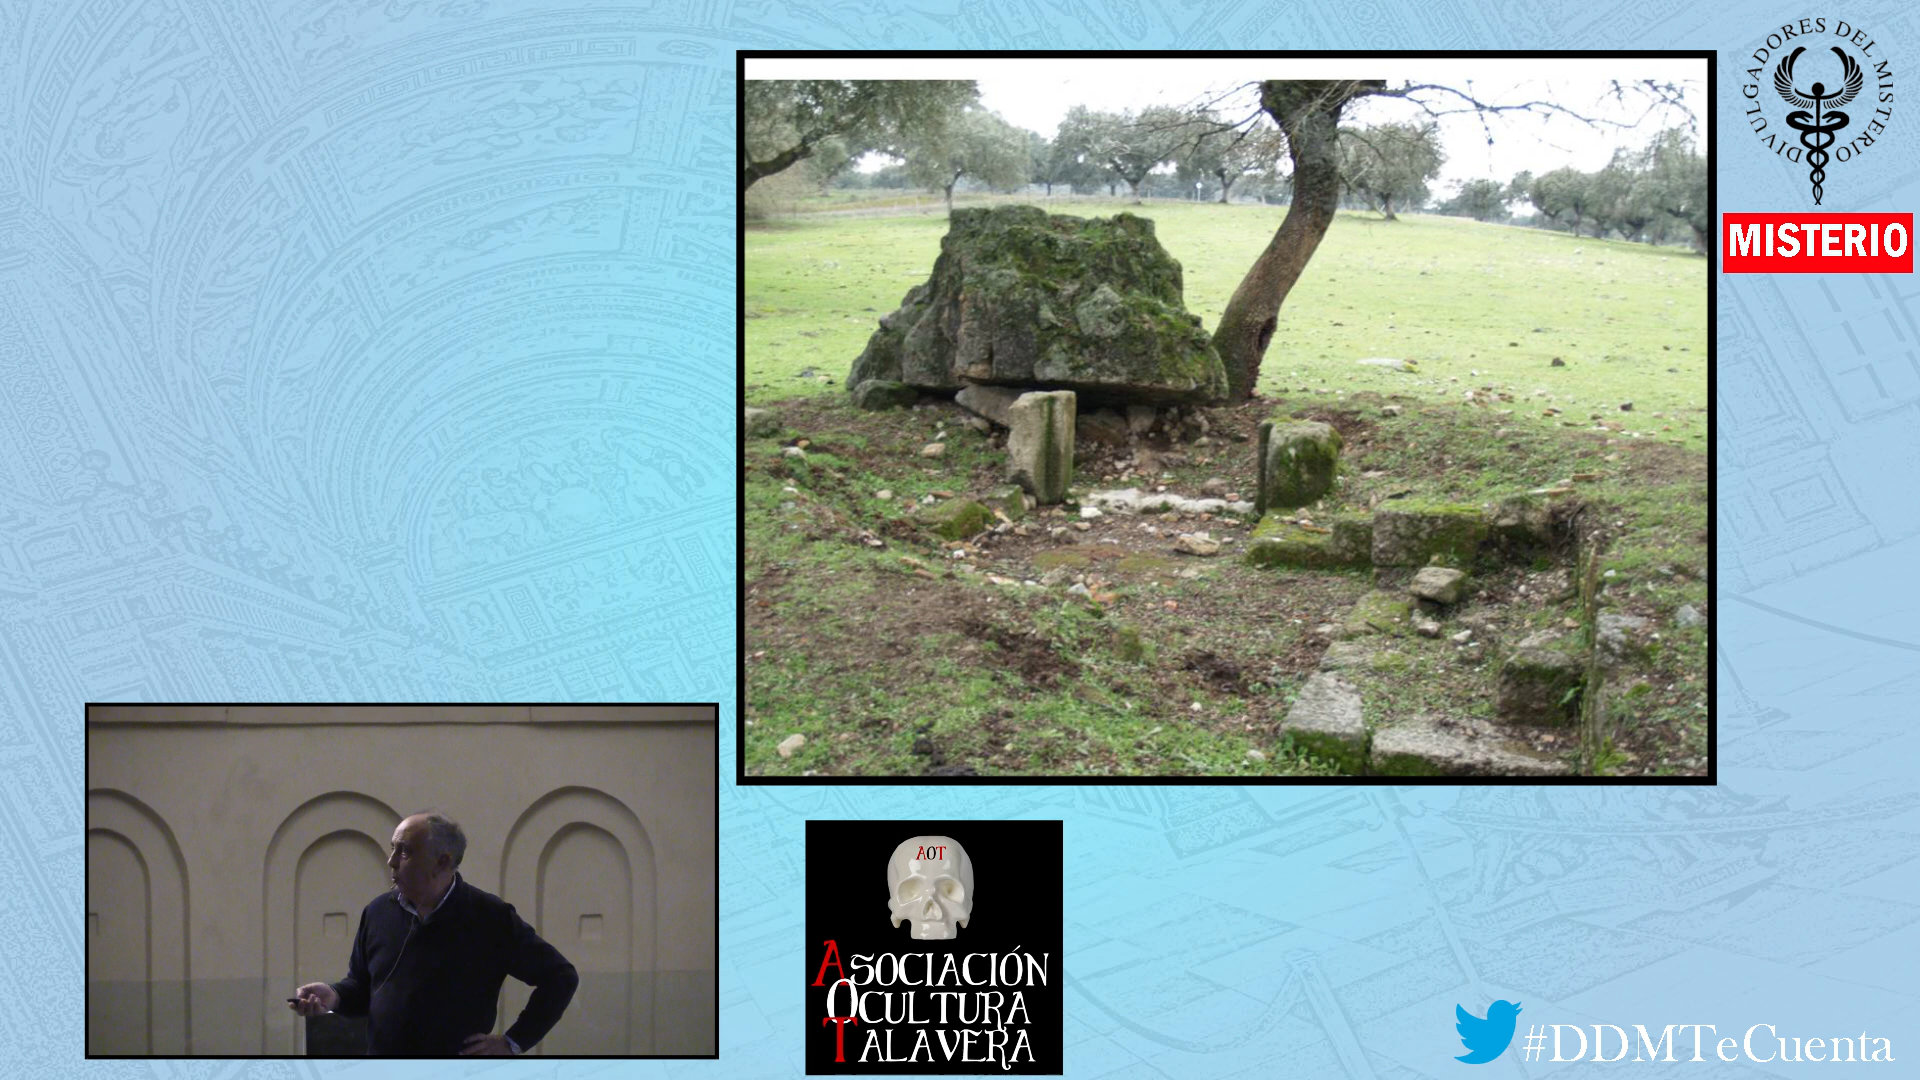 DIVULGADORES DEL MISTERIO
MISTERIO
AOT
ASOCIACIÓN
OCULTURA
TALAVERA
#DDMTeCuenta